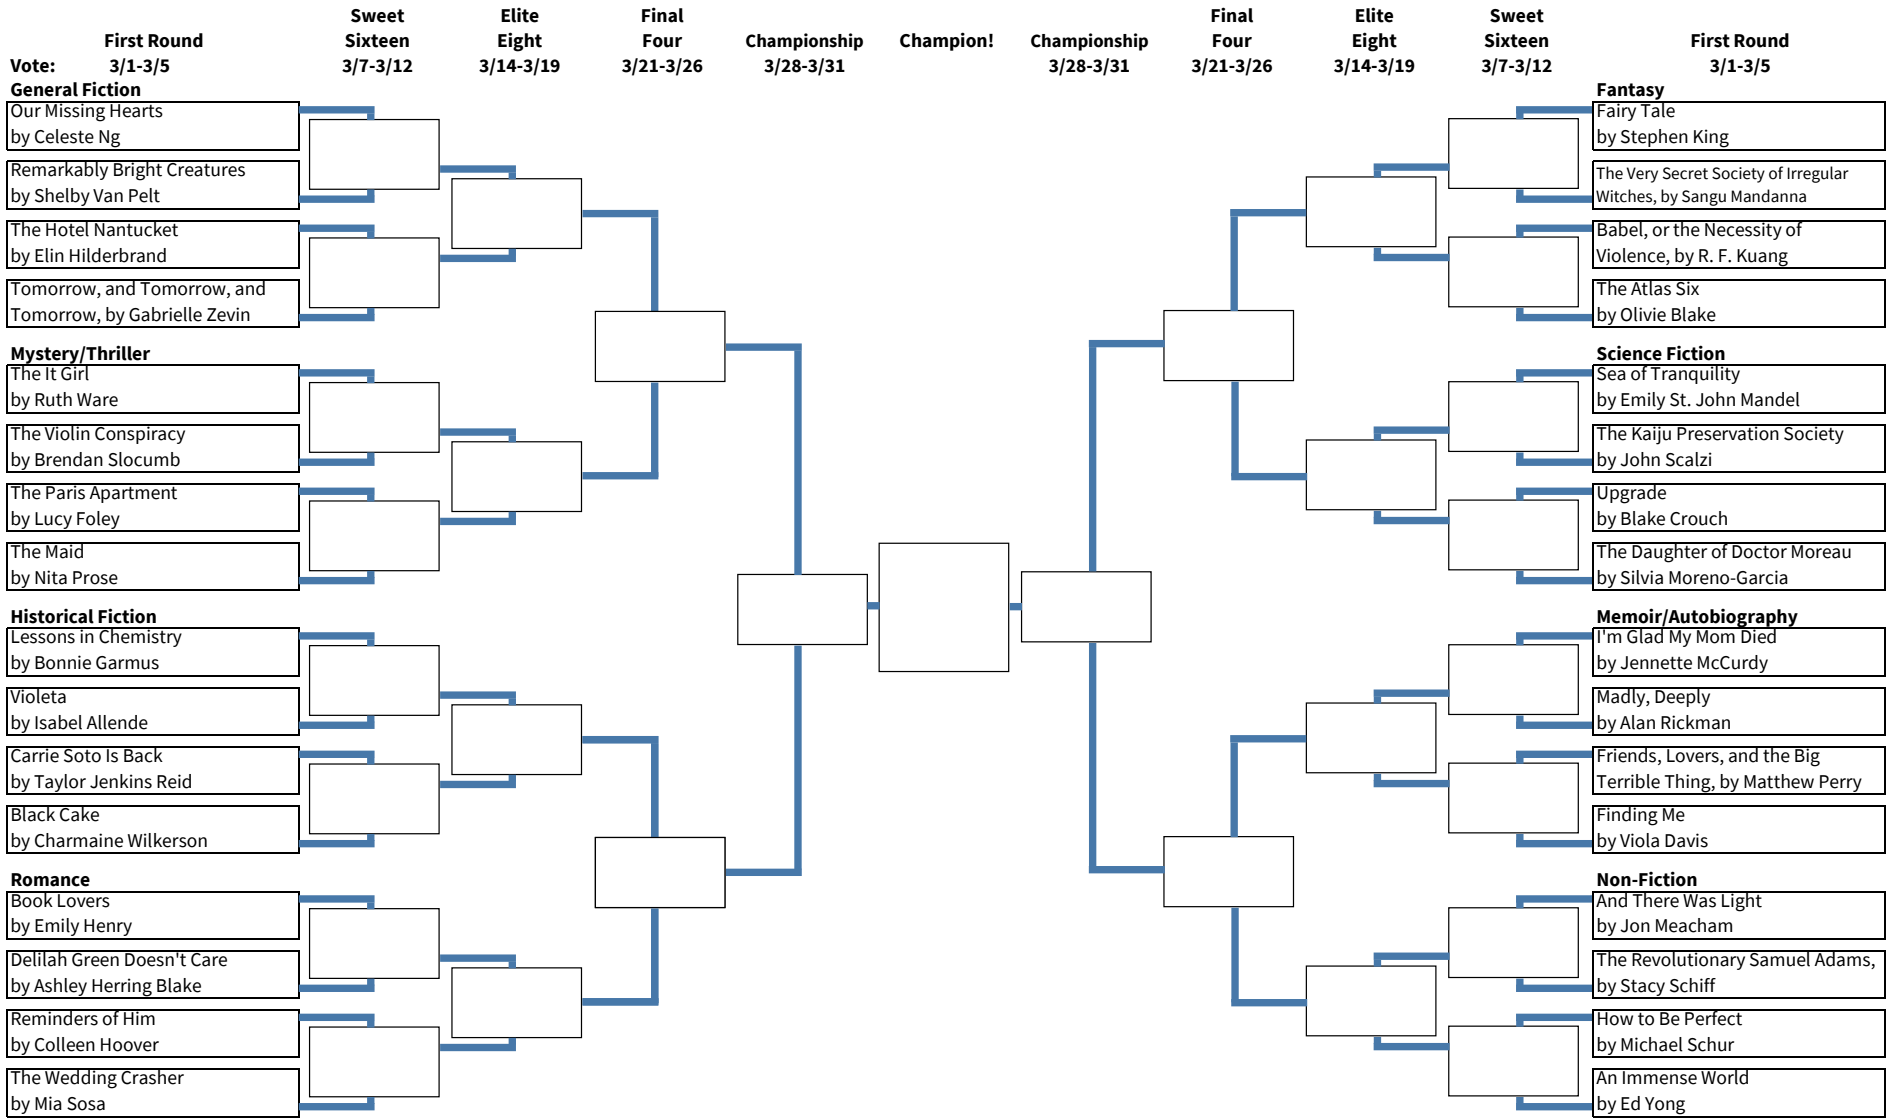 Sweet Elite Final Final Elite Sweet
First Round Sixteen Eight Four Championship Champion! Championship Four Eight Sixteen First Round
Vote: 3/1-3/5 3/7-3/12 3/14-3/19 3/21-3/26 3/28-3/31 3/28-3/31 3/21-3/26 3/14-3/19 3/7-3/12 3/1-3/5
General Fiction
Our Missing Hearts
by Celeste Ng
Remarkably Bright Creatures
by Shelby Van Pelt
The Hotel Nantucket
by Elin Hilderbrand
Tomorrow, and Tomorrow, and
Tomorrow, by Gabrielle Zevin
Mystery/Thriller
The It Girl
by Ruth Ware
The Violin Conspiracy
by Brendan Slocumb
The Paris Apartment
by Lucy Foley
The Maid
by Nita Prose
Historical Fiction
Lessons in Chemistry
by Bonnie Garmus
Violeta
by Isabel Allende
Carrie Soto Is Back
by Taylor Jenkins Reid
Black Cake
by Charmaine Wilkerson
Romance
Book Lovers
by Emily Henry
Delilah Green Doesn't Care
by Ashley Herring Blake
Reminders of Him
by Colleen Hoover
The Wedding Crasher
by Mia Sosa
Fantasy
Fairy Tale
by Stephen King
The Very Secret Society of Irregular
Witches, by Sangu Mandanna
Babel, or the Necessity of
Violence, by R. F. Kuang
The Atlas Six
by Olivie Blake
Science Fiction
Sea of Tranquility
by Emily St. John Mandel
The Kaiju Preservation Society
by John Scalzi
Upgrade
by Blake Crouch
The Daughter of Doctor Moreau
by Silvia Moreno-Garcia
Memoir/Autobiography
I'm Glad My Mom Died
by Jennette McCurdy
Madly, Deeply
by Alan Rickman
Friends, Lovers, and the Big
Terrible Thing, by Matthew Perry
Finding Me
by Viola Davis
Non-Fiction
And There Was Light
by Jon Meacham
The Revolutionary Samuel Adams,
by Stacy Schiff
How to Be Perfect
by Michael Schur
An Immense World
by Ed Yong